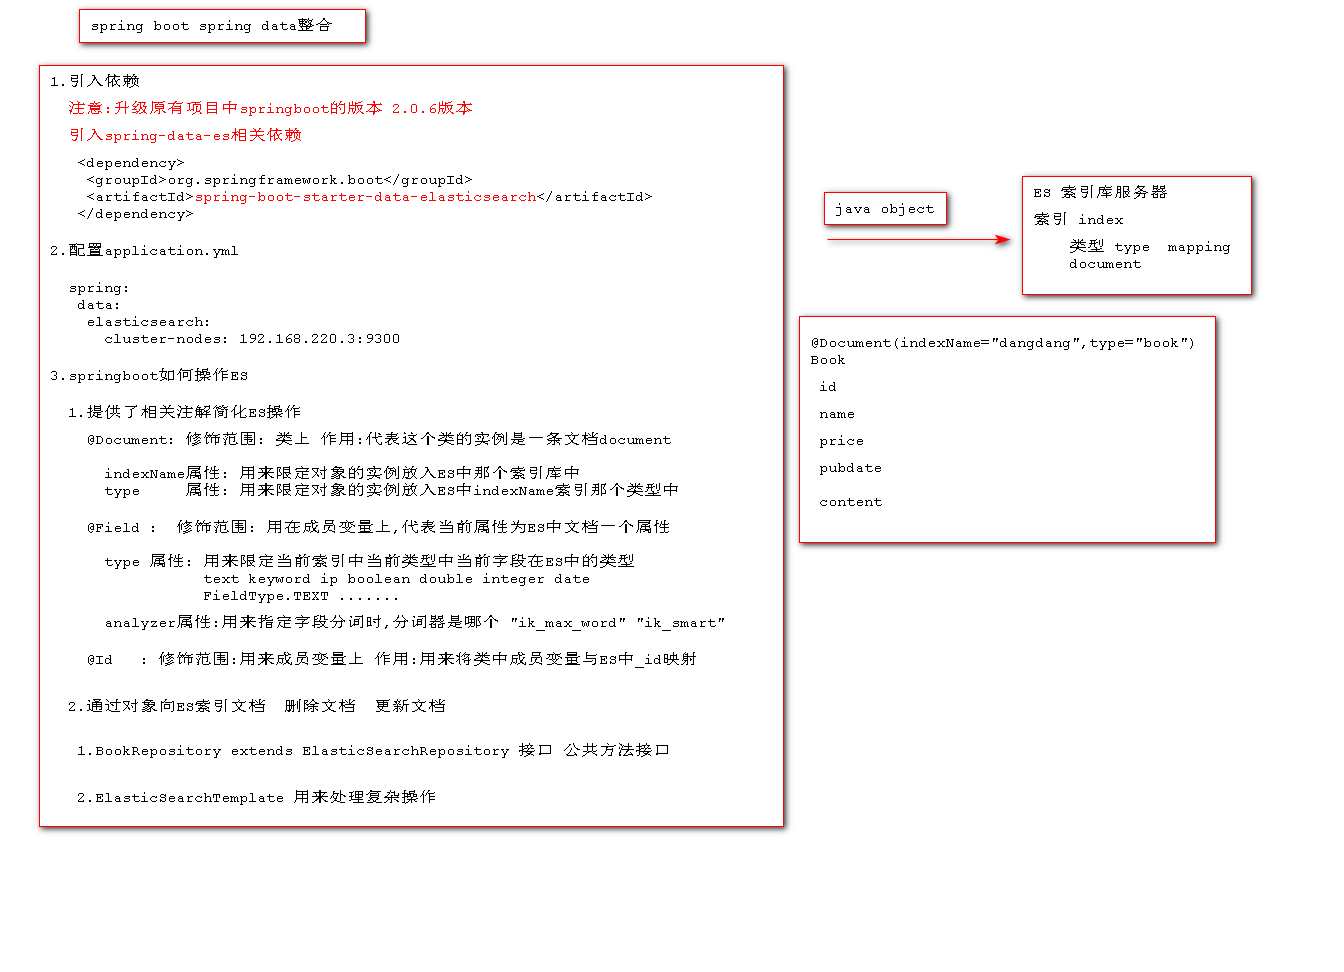 spring boot spring data整合
1.引入依赖
注意:升级原有项目中springboot的版本 2.0.6版本
引入spring-data-es相关依赖
<dependency>
<groupId>org.springframework.boot</groupId>
<artifactId>spring-boot-starter-data-elasticsearch</artifactId>
</dependency>
2.配置application.yml
spring:
data:
elasticsearch:
cluster-nodes: 192.168.220.3:9300
3.springboot如何操作ES
1.提供了相关注解简化ES操作
@Document: 修饰范围: 类上 作用:代表这个类的实例是一条文档document
indexName属性: 用来限定对象的实例放入ES中那个索引库中
type 属性: 用来限定对象的实例放入ES中indexName索引那个类型中
@Field : 修饰范围: 用在成员变量上,代表当前属性为ES中文档一个属性
type 属性: 用来限定当前索引中当前类型中当前字段在ES中的类型
text keyword ip boolean double integer date
FieldType.TEXT .......
analyzer属性:用来指定字段分词时,分词器是哪个 "ik_max_word" "ik_smart"
@Id : 修饰范围:用来成员变量上 作用:用来将类中成员变量与ES中_id映射
2.通过对象向ES索引文档 删除文档 更新文档
1.BookRepository extends ElasticSearchRepository 接口 公共方法接口
2.ElasticSearchTemplate 用来处理复杂操作
java object
ES 索引库服务器
索引 index
类型 type mapping
document
@Document(indexName="dangdang",type="book")
Book
id
name
price
pubdate
content